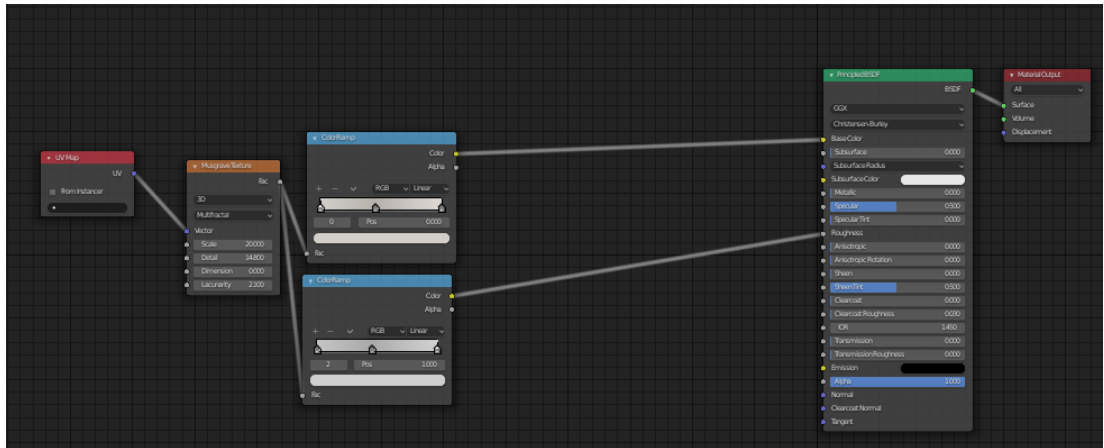 UV Map
UV
From Instancer
Musgrave Texture
Fac
3D
Multifractal
Vector
Scale 20.000
Detail 14.800
Dimension 0.000
Lacunarity 2.100
ColorRamp
Color
Alpha
+ − RGB Linear
0 Pos 0.000
Fac
ColorRamp
Color
Alpha
+ − RGB Linear
2 Pos 1.000
Fac
Principled BSDF
BSDF
GGX
Christensen-Burley
Base Color
Subsurface 0.000
Subsurface Radius
Subsurface Color
Metallic 0.000
Specular 0.500
Specular Tint 0.000
Roughness
Anisotropic 0.000
Anisotropic Rotation 0.000
Sheen 0.000
Sheen Tint 0.500
Clearcoat 0.000
Clearcoat Roughness 0.030
IOR 1.450
Transmission 0.000
Transmission Roughness 0.000
Emission
Alpha 1.000
Normal
Clearcoat Normal
Tangent
Material Output
All
Surface
Volume
Displacement